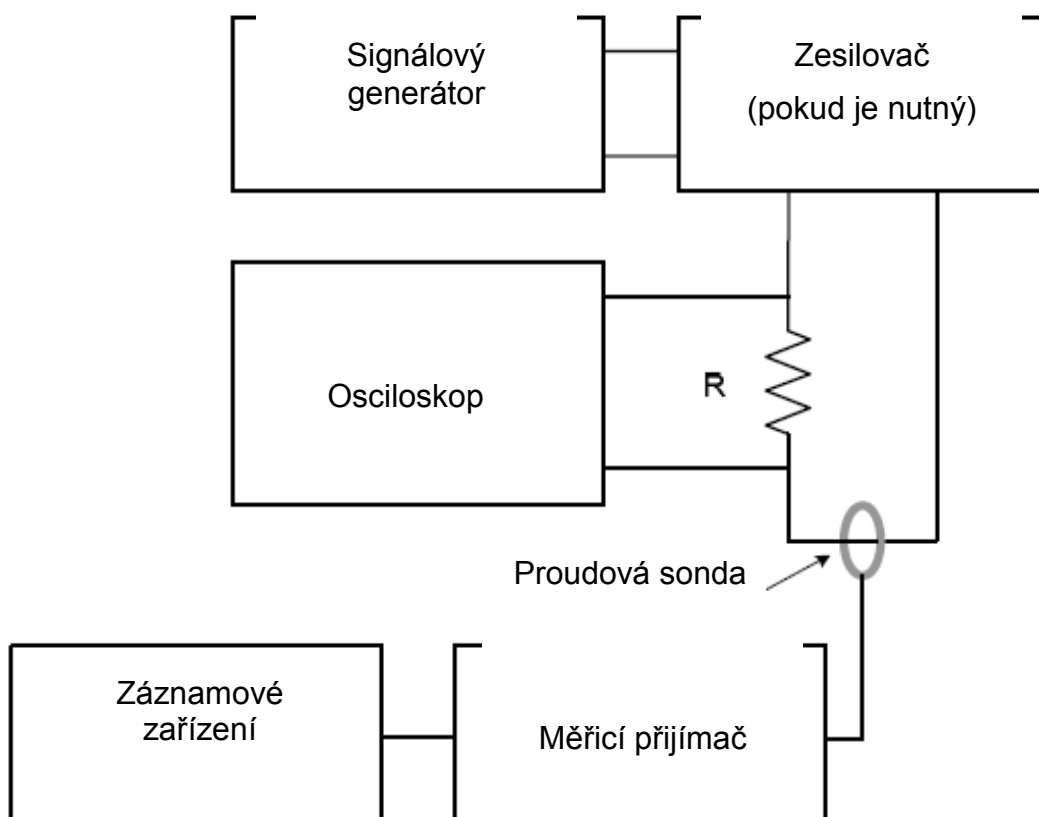 Signálový
generátor
Zesilovač
(pokud je nutný)
Osciloskop
R
Proudová sonda
Záznamové
zařízení
Měřicí přijímač